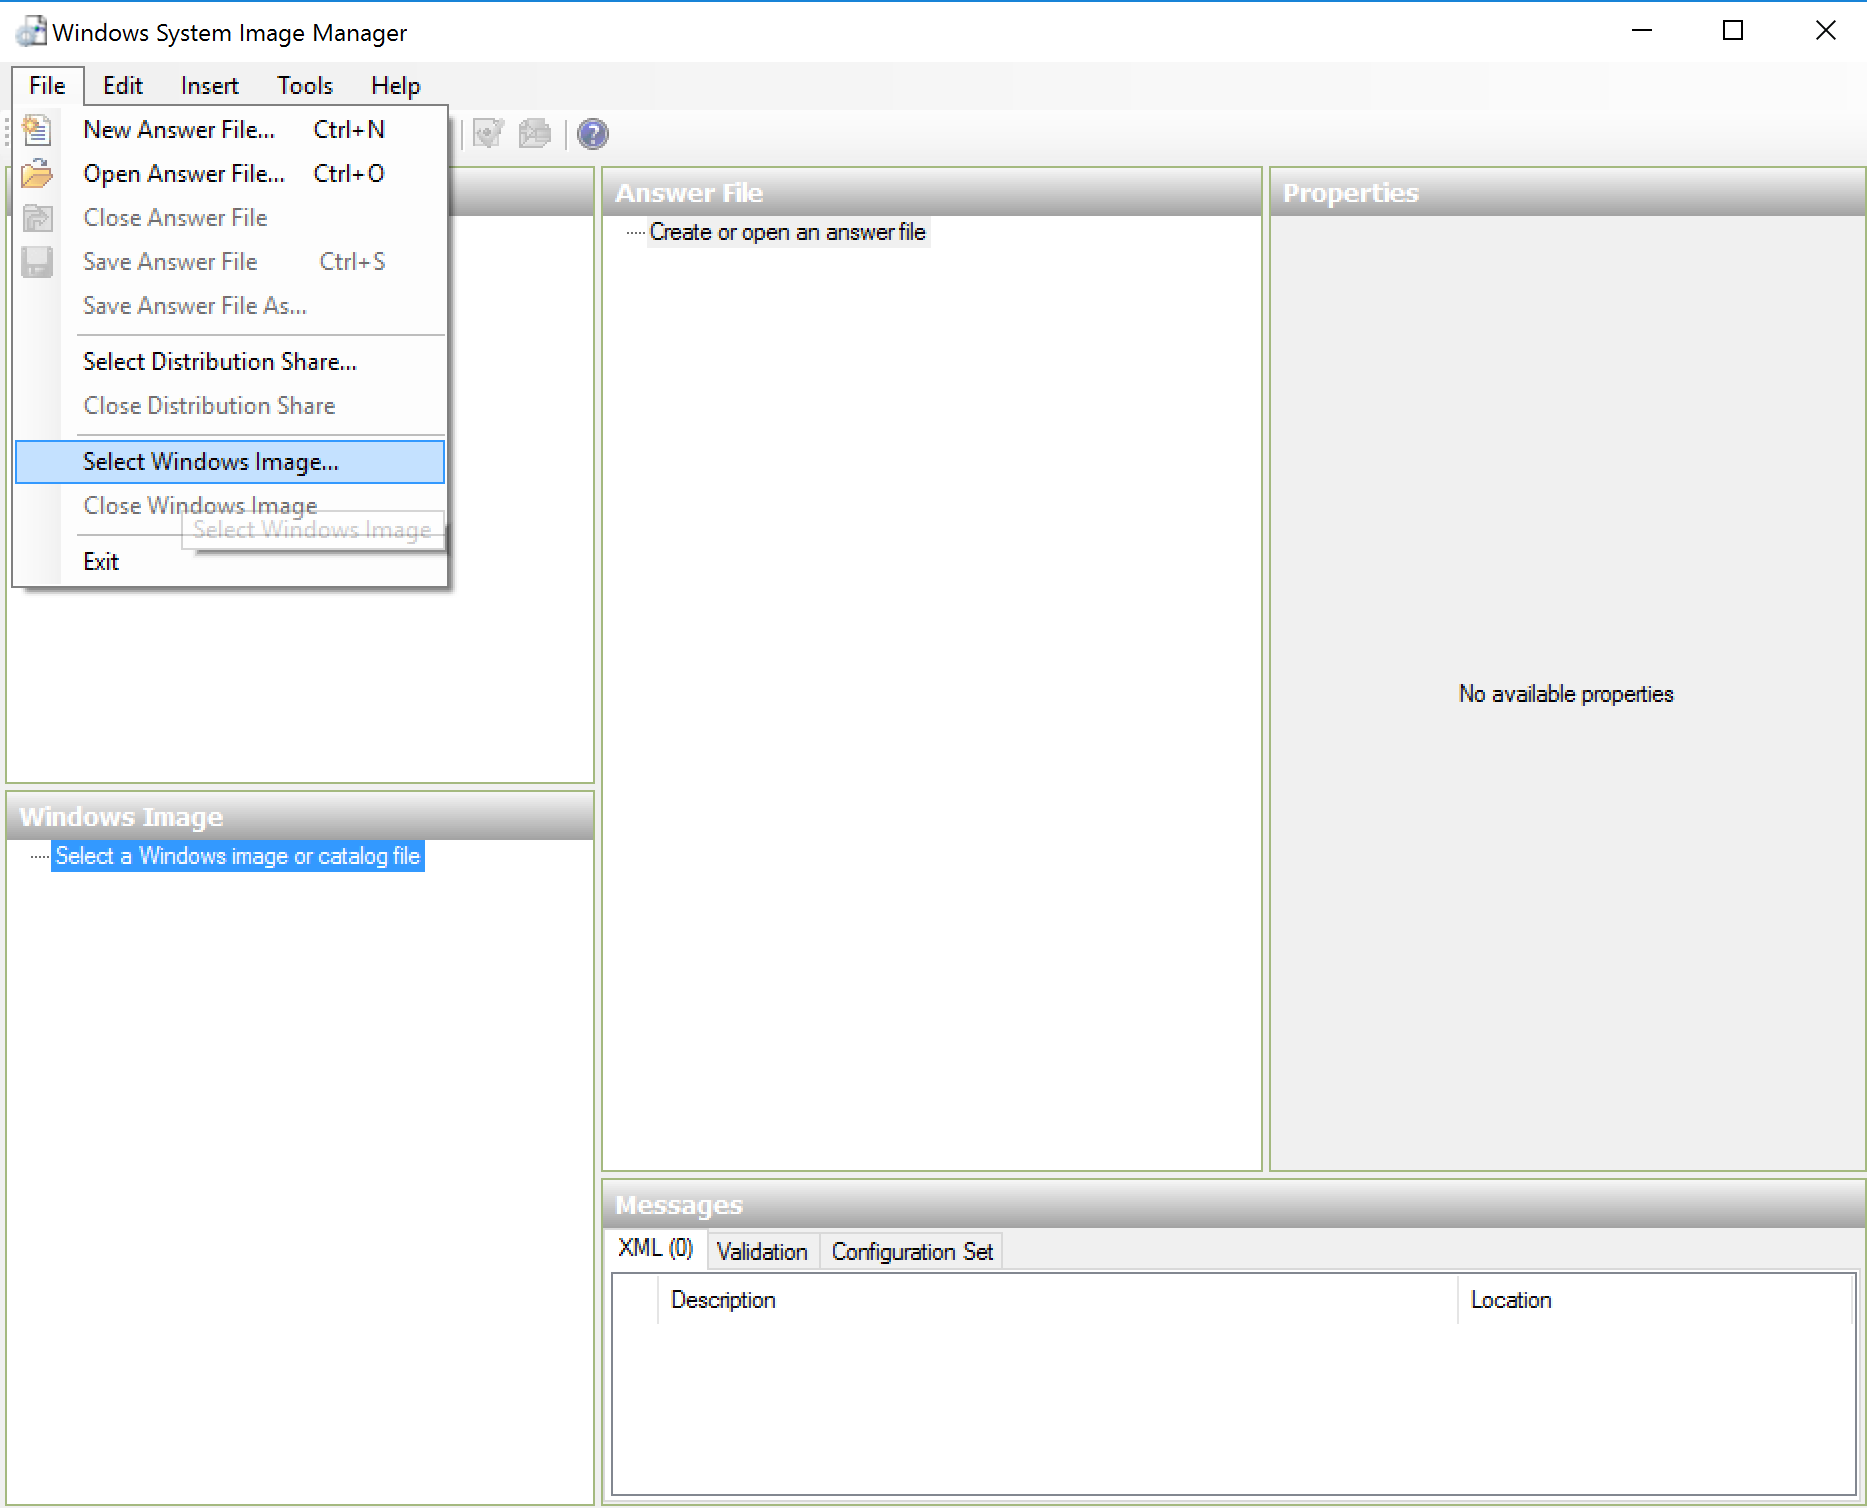 Windows System Image Manager
File Edit Insert Tools Help
New Answer File... Ctrl+N
Open Answer File... Ctrl+O
Close Answer File
Save Answer File Ctrl+S
Save Answer File As...
Select Distribution Share...
Close Distribution Share
Select Windows Image...
Close Windows Image
Select Windows Image
Exit
Answer File
Create or open an answer file
Properties
No available properties
Windows Image
Select a Windows image or catalog file
Messages
XML (0) Validation Configuration Set
Description Location